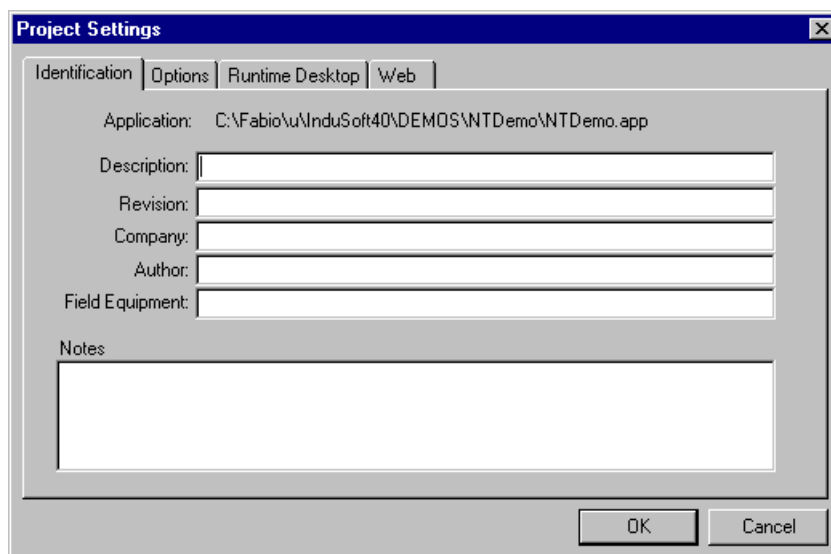 Project Settings
Identification Options Runtime Desktop Web
Application: C:\Fabio\u\InduSoft40\DEMOS\NTDemo\NTDemo.app
Description:
Revision:
Company:
Author:
Field Equipment:
Notes
OK Cancel